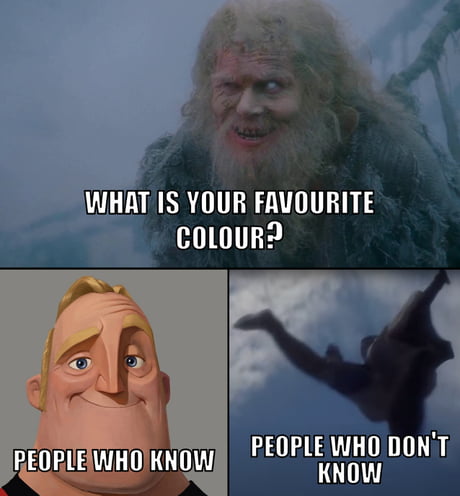 WHAT IS YOUR FAVOURITE
COLOUR?
PEOPLE WHO KNOW
PEOPLE WHO DON'T
KNOW